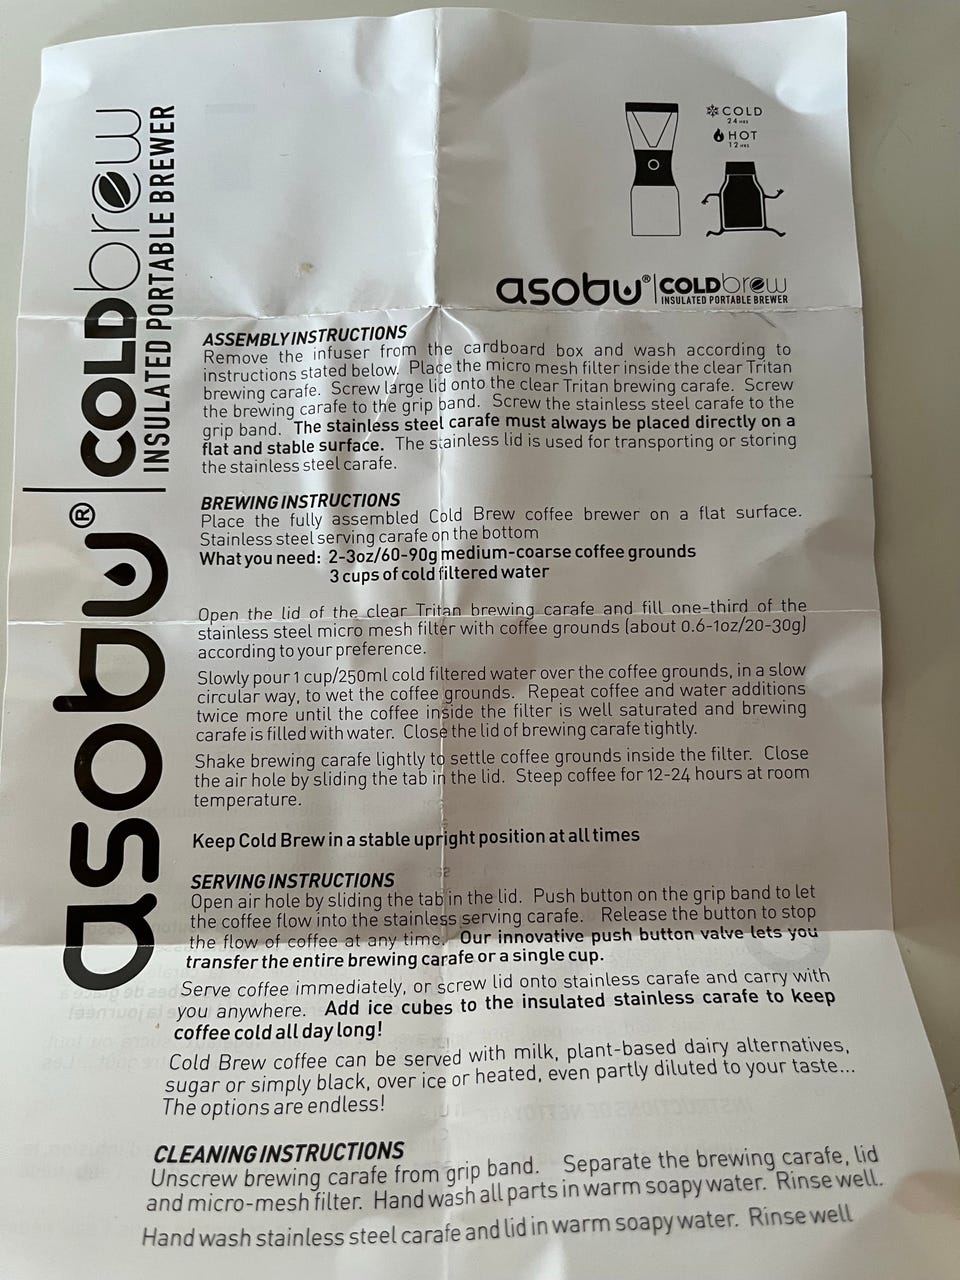 asobu® | COLDbrew
INSULATED PORTABLE BREWER
COLD
24 HRS
HOT
12 HRS
asobu® | COLDbrew
INSULATED PORTABLE BREWER
ASSEMBLY INSTRUCTIONS
Remove the infuser from the cardboard box and wash according to
instructions stated below. Place the micro mesh filter inside the clear Tritan
brewing carafe. Screw large lid onto the clear Tritan brewing carafe. Screw
the brewing carafe to the grip band. Screw the stainless steel carafe to the
grip band. The stainless steel carafe must always be placed directly on a
flat and stable surface. The stainless lid is used for transporting or storing
the stainless steel carafe.
BREWING INSTRUCTIONS
Place the fully assembled Cold Brew coffee brewer on a flat surface.
Stainless steel serving carafe on the bottom
What you need: 2-3oz/60-90g medium-coarse coffee grounds
3 cups of cold filtered water
Open the lid of the clear Tritan brewing carafe and fill one-third of the
stainless steel micro mesh filter with coffee grounds (about 0.6-1oz/20-30g)
according to your preference.
Slowly pour 1 cup/250ml cold filtered water over the coffee grounds, in a slow
circular way, to wet the coffee grounds. Repeat coffee and water additions
twice more until the coffee inside the filter is well saturated and brewing
carafe is filled with water. Close the lid of brewing carafe tightly.
Shake brewing carafe lightly to settle coffee grounds inside the filter. Close
the air hole by sliding the tab in the lid. Steep coffee for 12-24 hours at room
temperature.
Keep Cold Brew in a stable upright position at all times
SERVING INSTRUCTIONS
Open air hole by sliding the tab in the lid. Push button on the grip band to let
the coffee flow into the stainless serving carafe. Release the button to stop
the flow of coffee at any time. Our innovative push button valve lets you
transfer the entire brewing carafe or a single cup.
Serve coffee immediately, or screw lid onto stainless carafe and carry with
you anywhere. Add ice cubes to the insulated stainless carafe to keep
coffee cold all day long!
Cold Brew coffee can be served with milk, plant-based dairy alternatives,
sugar or simply black, over ice or heated, even partly diluted to your taste...
The options are endless!
CLEANING INSTRUCTIONS
Unscrew brewing carafe from grip band. Separate the brewing carafe, lid
and micro-mesh filter. Hand wash all parts in warm soapy water. Rinse well.
Hand wash stainless steel carafe and lid in warm soapy water. Rinse well